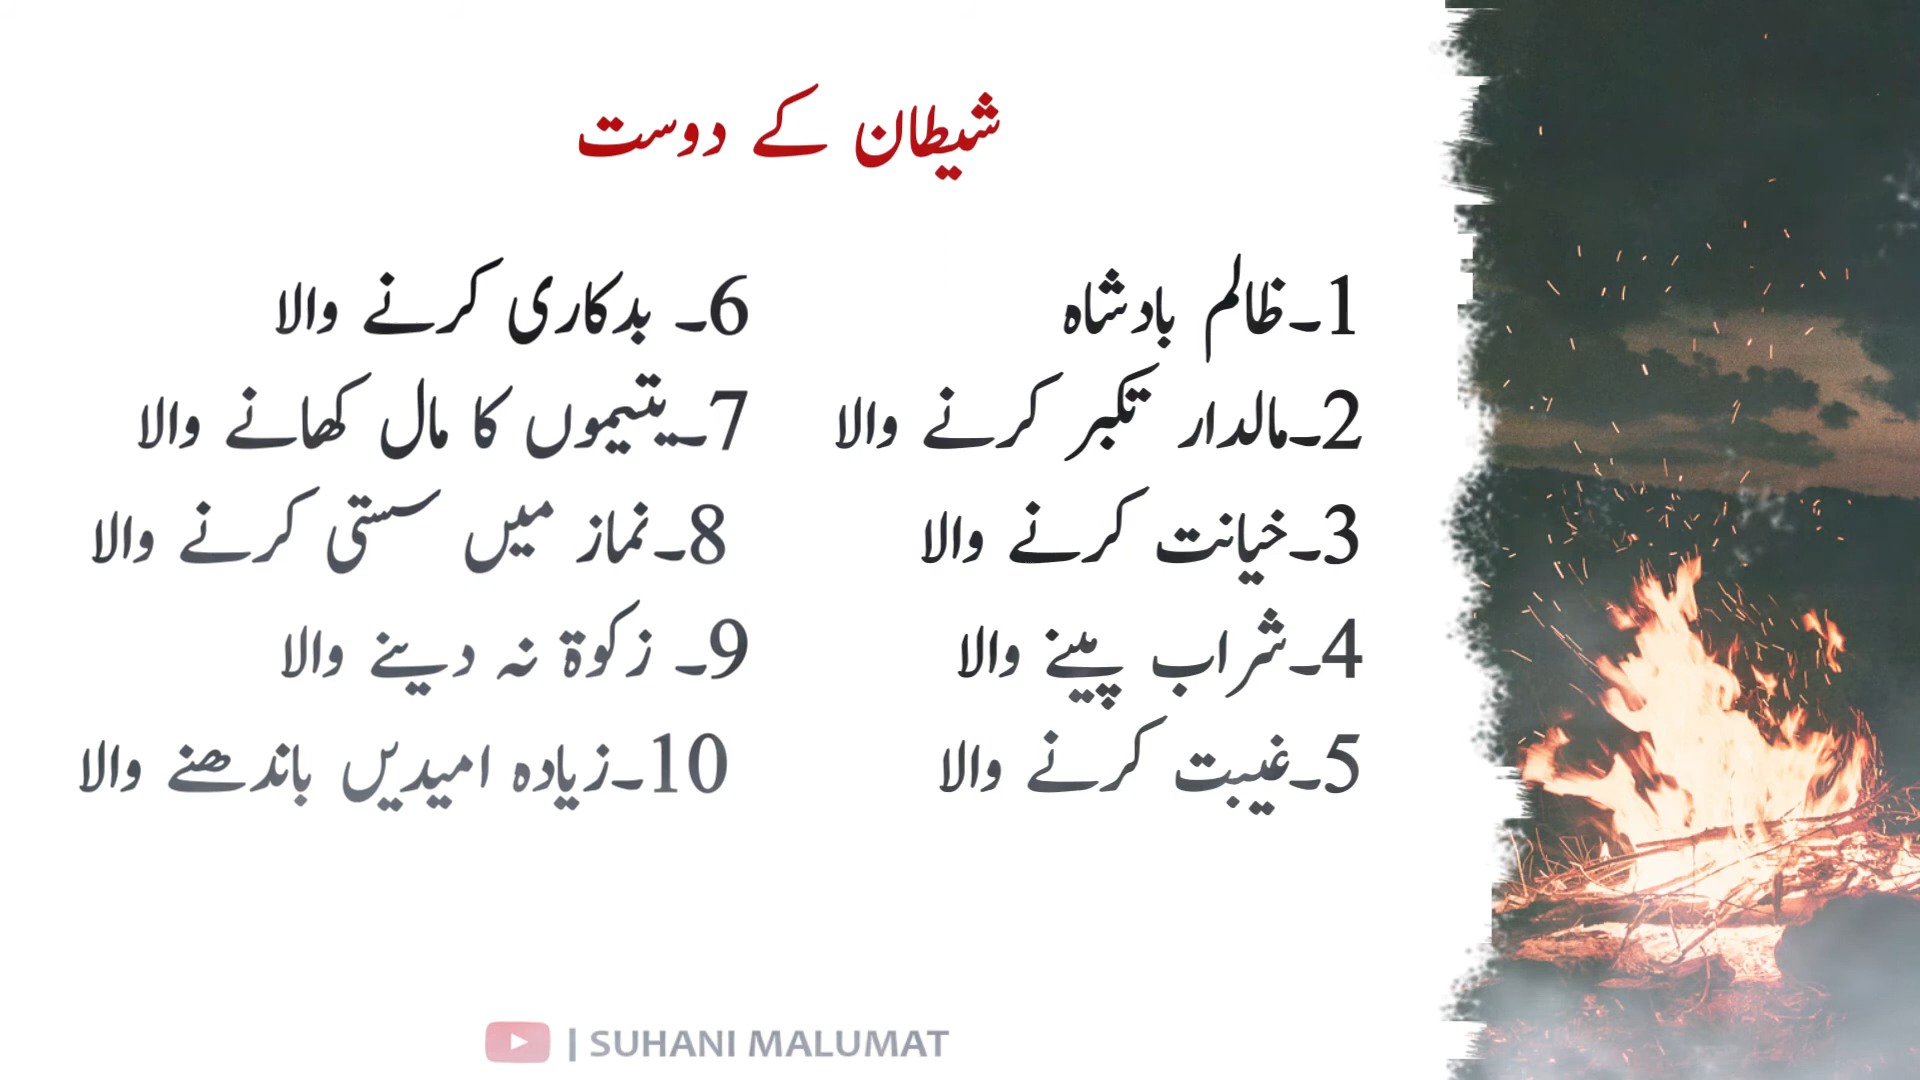 شیطان کے دوست
1۔ظالم بادشاہ
2۔مالدار تکبر کرنے والا
3۔خیانت کرنے والا
4۔شراب پینے والا
5۔غیبت کرنے والا
6۔ بدکاری کرنے والا
7۔یتیموں کا مال کھانے والا
8۔نماز میں سستی کرنے والا
9۔ زکوۃ نہ دینے والا
10۔زیادہ امیدیں باندھنے والا
| SUHANI MALUMAT